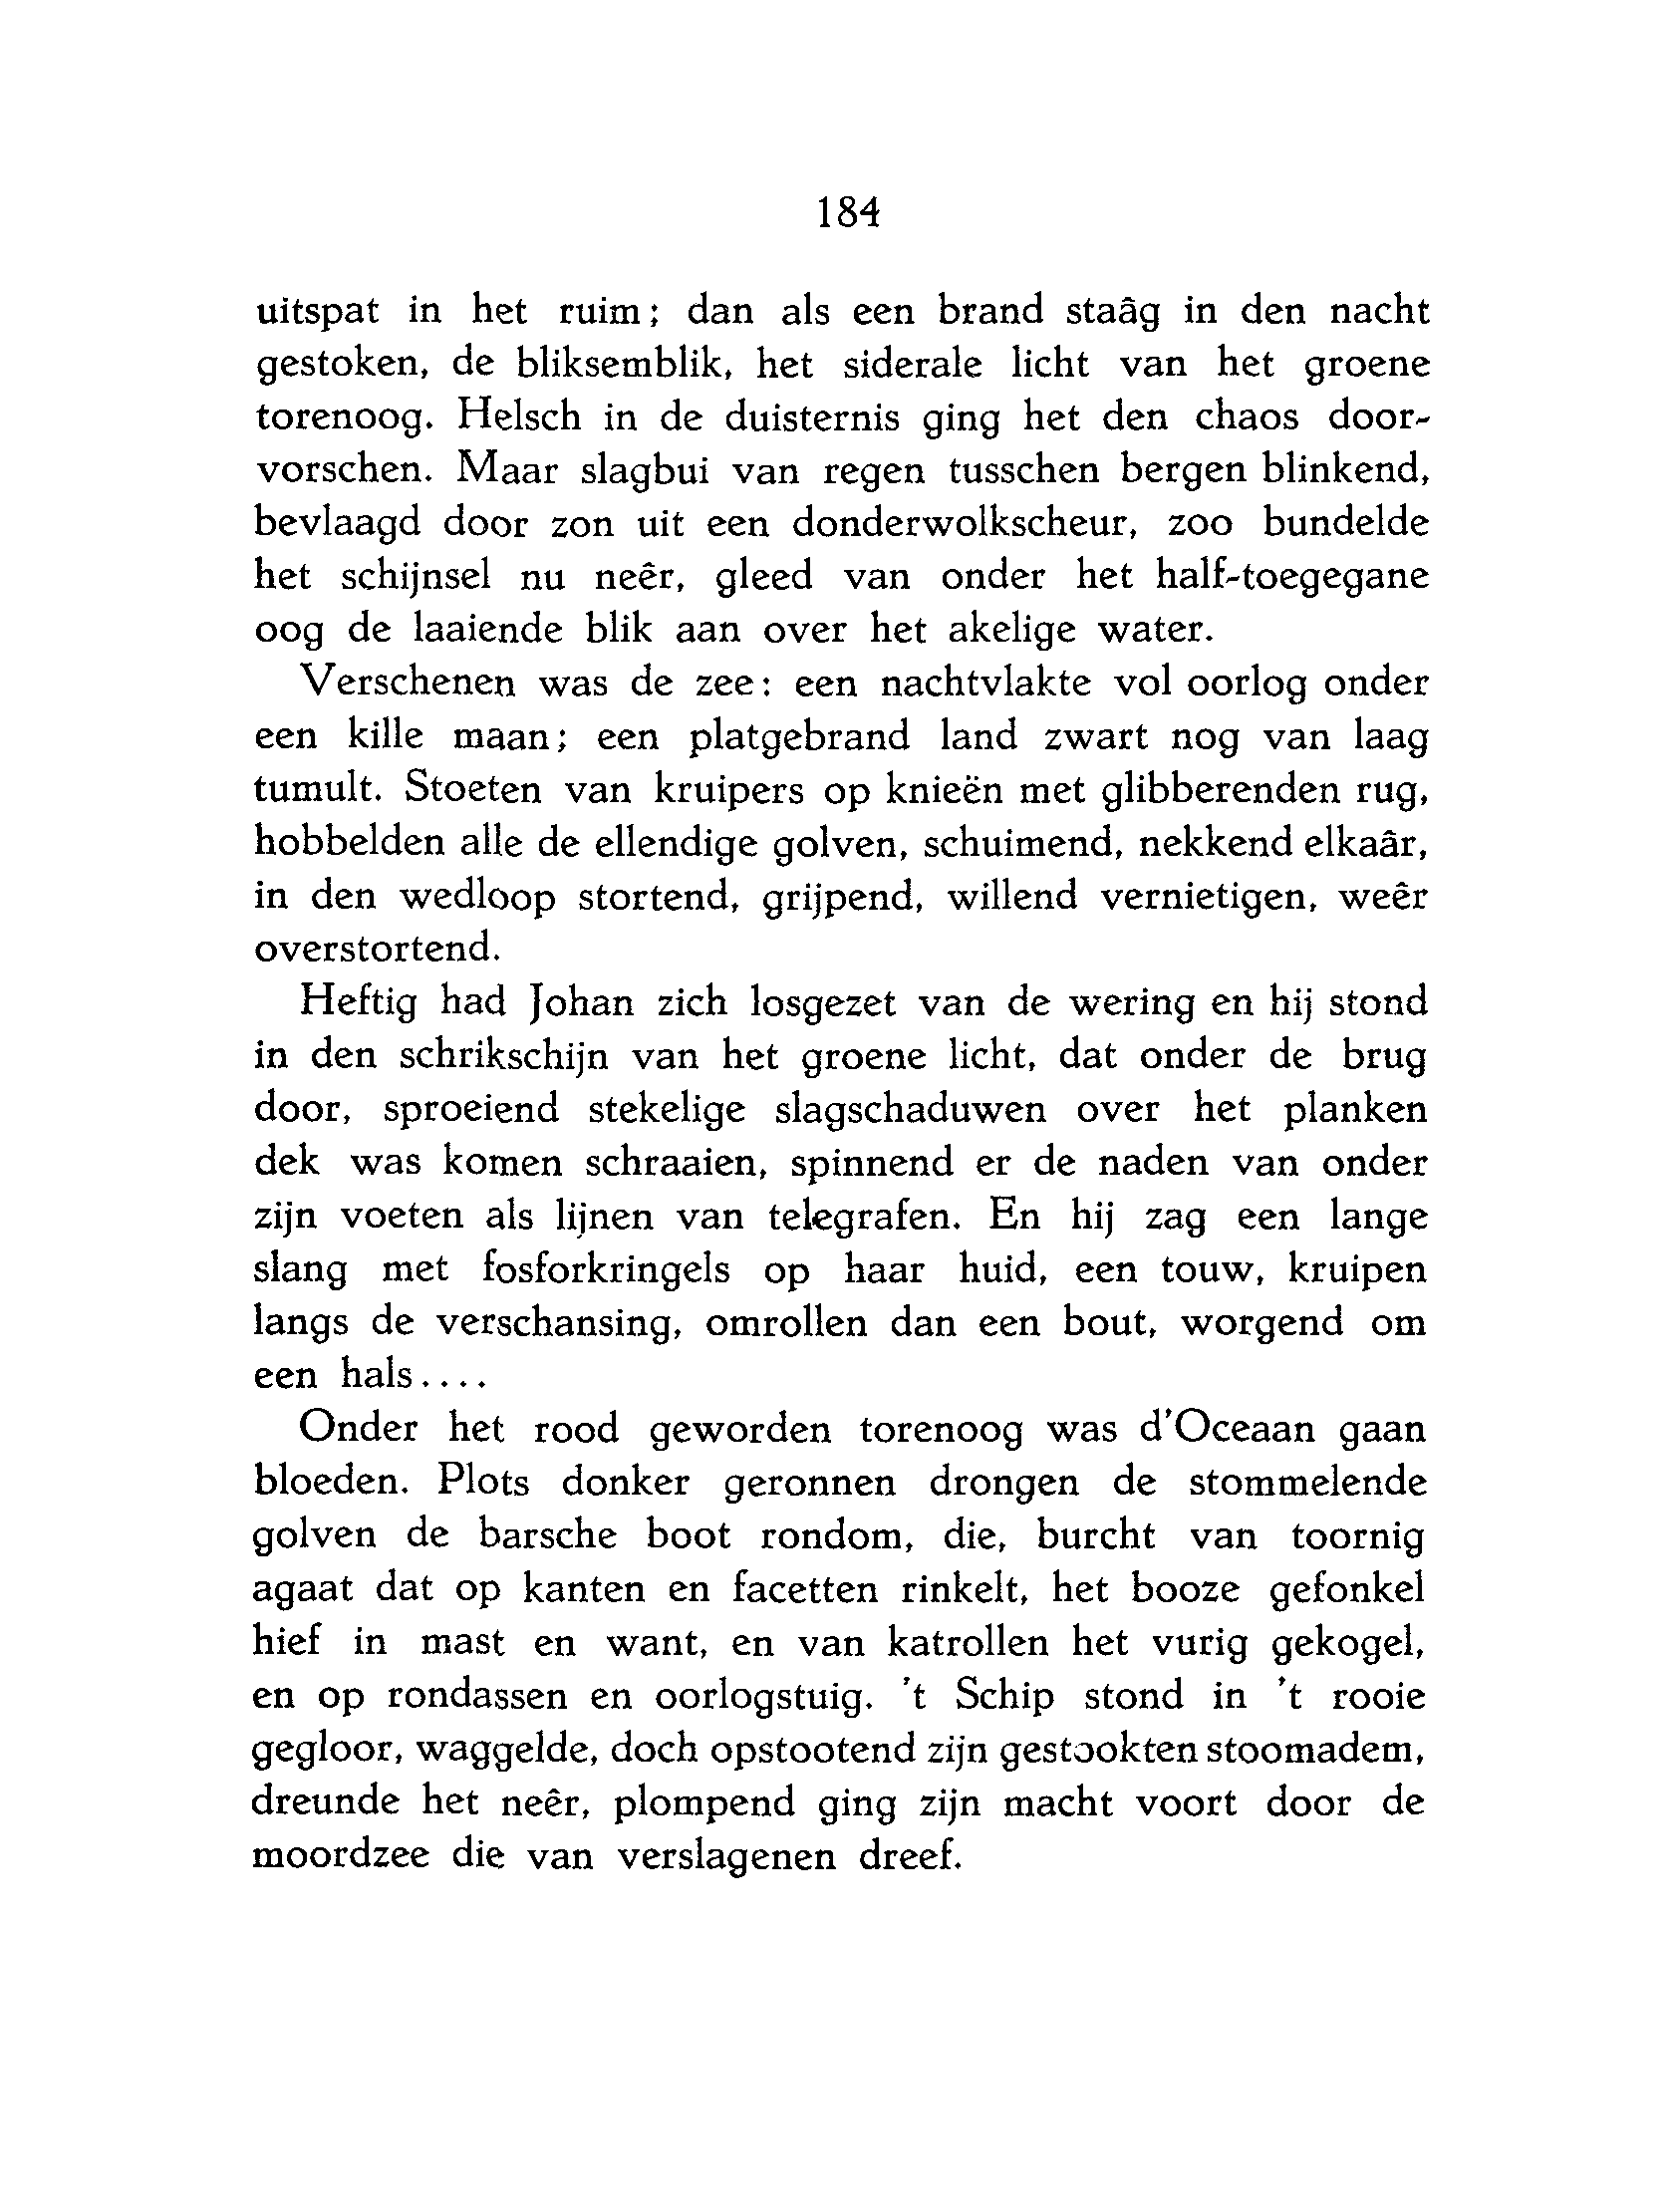 184
uitspat in het ruim; dan als een brand staâg in den nacht
gestoken, de bliksemblik, het siderale licht van het groene
torenoog. Helsch in de duisternis ging het den chaos door-
vorschen. Maar slagbui van regen tusschen bergen blinkend,
bevlaagd door zon uit een donderwolkscheur, zoo bundelde
het schijnsel nu neêr, gleed van onder het half-toegegane
oog de laaiende blik aan over het akelige water.
Verschenen was de zee: een nachtvlakte vol oorlog onder
een kille maan; een platgebrand land zwart nog van laag
tumult. Stoeten van kruipers op knieën met glibberenden rug,
hobbelden alle de ellendige golven, schuimend, nekkend elkaâr,
in den wedloop stortend, grijpend, willend vernietigen, weêr
overstortend.
Heftig had Johan zich losgezet van de wering en hij stond
in den schrikschijn van het groene licht, dat onder de brug
door, sproeiend stekelige slagschaduwen over het planken
dek was komen schraaien, spinnend er de naden van onder
zijn voeten als lijnen van telegrafen. En hij zag een lange
slang met fosforkringels op haar huid, een touw, kruipen
langs de verschansing, omrollen dan een bout, worgend om
een hals....
Onder het rood geworden torenoog was d'Oceaan gaan
bloeden. Plots donker geronnen drongen de stommelende
golven de barsche boot rondom, die, burcht van toornig
agaat dat op kanten en facetten rinkelt, het booze gefonkel
hief in mast en want, en van katrollen het vurig gekogel,
en op rondassen en oorlogstuig. 't Schip stond in 't rooie
gegloor, waggelde, doch opstootend zijn gestookten stoomadem,
dreunde het neêr, plompend ging zijn macht voort door de
moordzee die van verslagenen dreef.